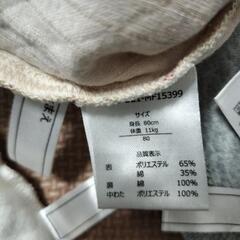 MF15399
サイズ
身長 80cm
体重 11kg
80
品質表示
表 ポリエステル 65%
綿 35%
裏 綿 100%
中わた ポリエステル 100%